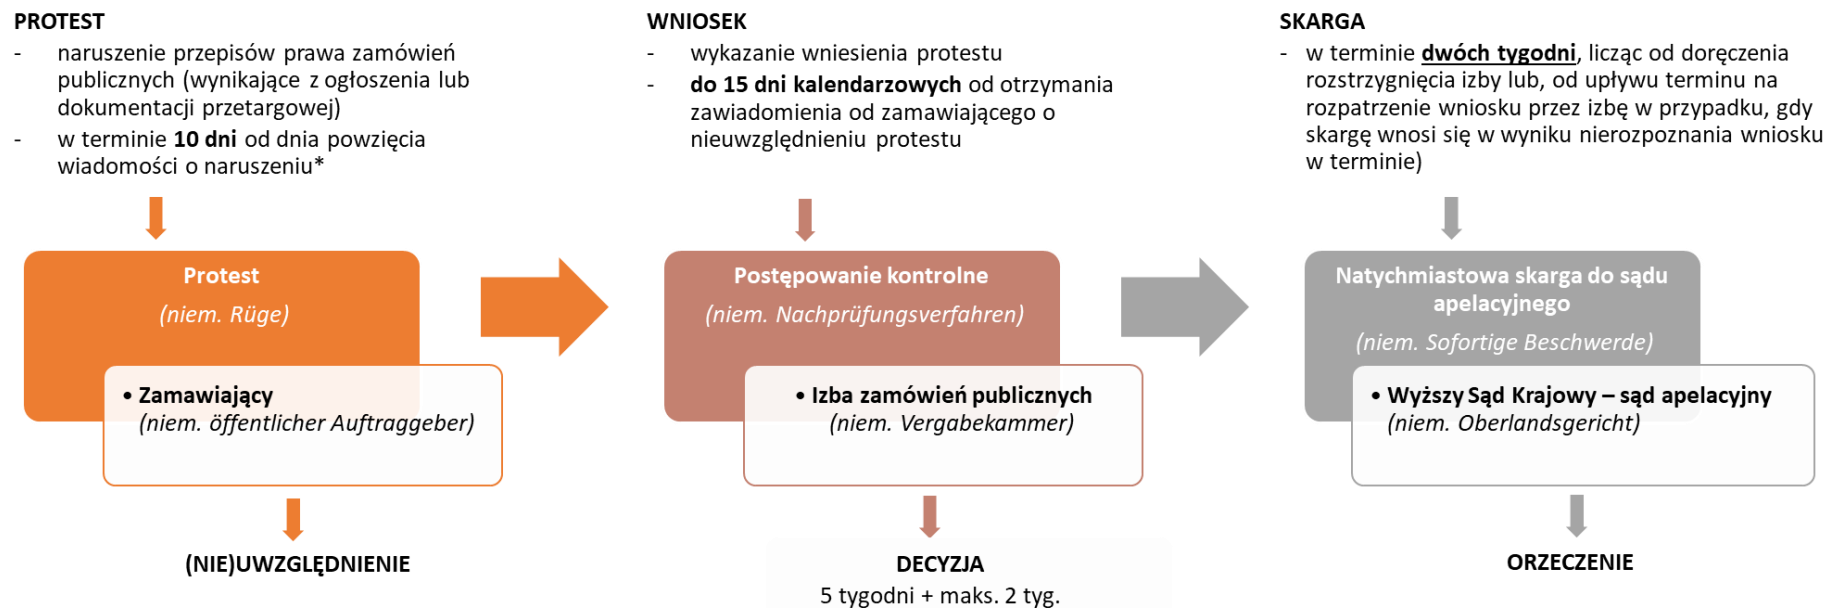 PROTEST
- naruszenie przepisów prawa zamówień
publicznych (wynikające z ogłoszenia lub
dokumentacji przetargowej)
- w terminie 10 dni od dnia powzięcia
wiadomości o naruszeniu*
Protest
(niem. Rüge)
• Zamawiający
(niem. öffentlicher Auftraggeber)
(NIE)UWZGLĘDNIENIE
WNIOSEK
- wykazanie wniesienia protestu
- do 15 dni kalendarzowych od otrzymania
zawiadomienia od zamawiającego o
nieuwzględnieniu protestu
Postępowanie kontrolne
(niem. Nachprüfungsverfahren)
• Izba zamówień publicznych
(niem. Vergabekammer)
DECYZJA
5 tygodni + maks. 2 tyg.
SKARGA
- w terminie dwóch tygodni, licząc od doręczenia
rozstrzygnięcia izby lub, od upływu terminu na
rozpatrzenie wniosku przez izbę w przypadku, gdy
skargę wnosi się w wyniku nierozpoznania wniosku
w terminie)
Natychmiastowa skarga do sądu
apelacyjnego
(niem. Sofortige Beschwerde)
• Wyższy Sąd Krajowy – sąd apelacyjny
(niem. Oberlandsgericht)
ORZECZENIE